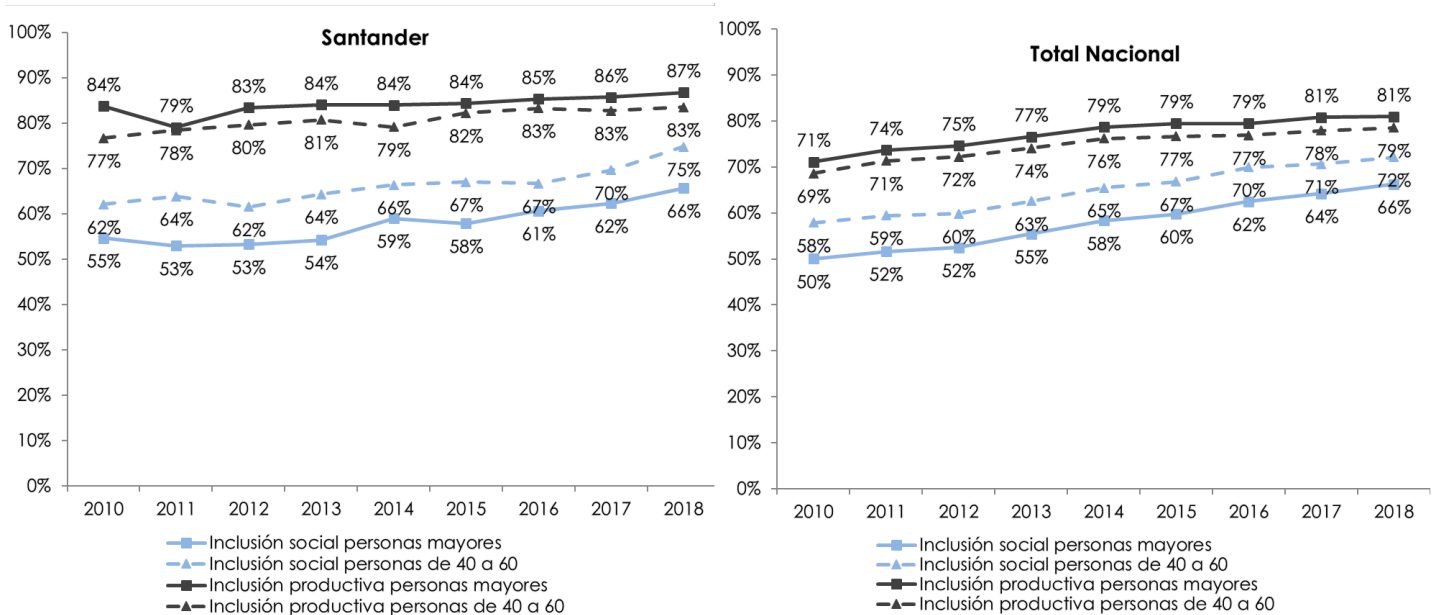 Santander
100%
90%
80%
70%
60%
50%
40%
30%
20%
10%
0%
84% 79% 83% 84% 84% 84% 85% 86% 87%
77% 78% 80% 81% 79% 82% 83% 83% 83%
62% 64% 62% 64% 66% 67% 67% 70% 75%
55% 53% 53% 54% 59% 58% 61% 62% 66%
2010 2011 2012 2013 2014 2015 2016 2017 2018
Inclusión social personas mayores
Inclusión social personas de 40 a 60
Inclusión productiva personas mayores
Inclusión productiva personas de 40 a 60
Total Nacional
100%
90%
80%
70%
60%
50%
40%
30%
20%
10%
0%
71% 74% 75% 77% 79% 79% 79% 81% 81%
69% 71% 72% 74% 76% 77% 77% 78% 79%
58% 59% 60% 63% 65% 67% 70% 71% 72%
50% 52% 52% 55% 58% 60% 62% 64% 66%
2010 2011 2012 2013 2014 2015 2016 2017 2018
Inclusión social personas mayores
Inclusión social personas de 40 a 60
Inclusión productiva personas mayores
Inclusión productiva personas de 40 a 60